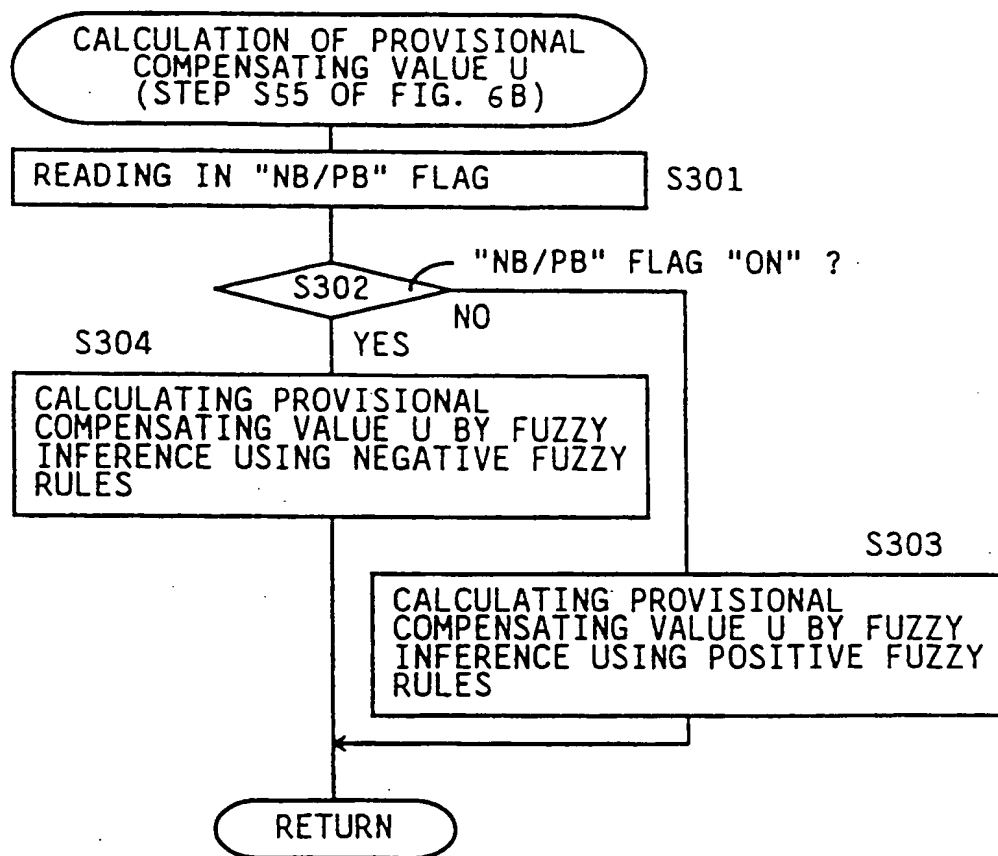 CALCULATION OF PROVISIONAL
COMPENSATING VALUE U
(STEP S55 OF FIG. 6B)
READING IN "NB/PB" FLAG
S301
"NB/PB" FLAG "ON" ?
S302
NO
YES
S304
CALCULATING PROVISIONAL
COMPENSATING VALUE U BY FUZZY
INFERENCE USING NEGATIVE FUZZY
RULES
S303
CALCULATING PROVISIONAL
COMPENSATING VALUE U BY FUZZY
INFERENCE USING POSITIVE FUZZY
RULES
RETURN